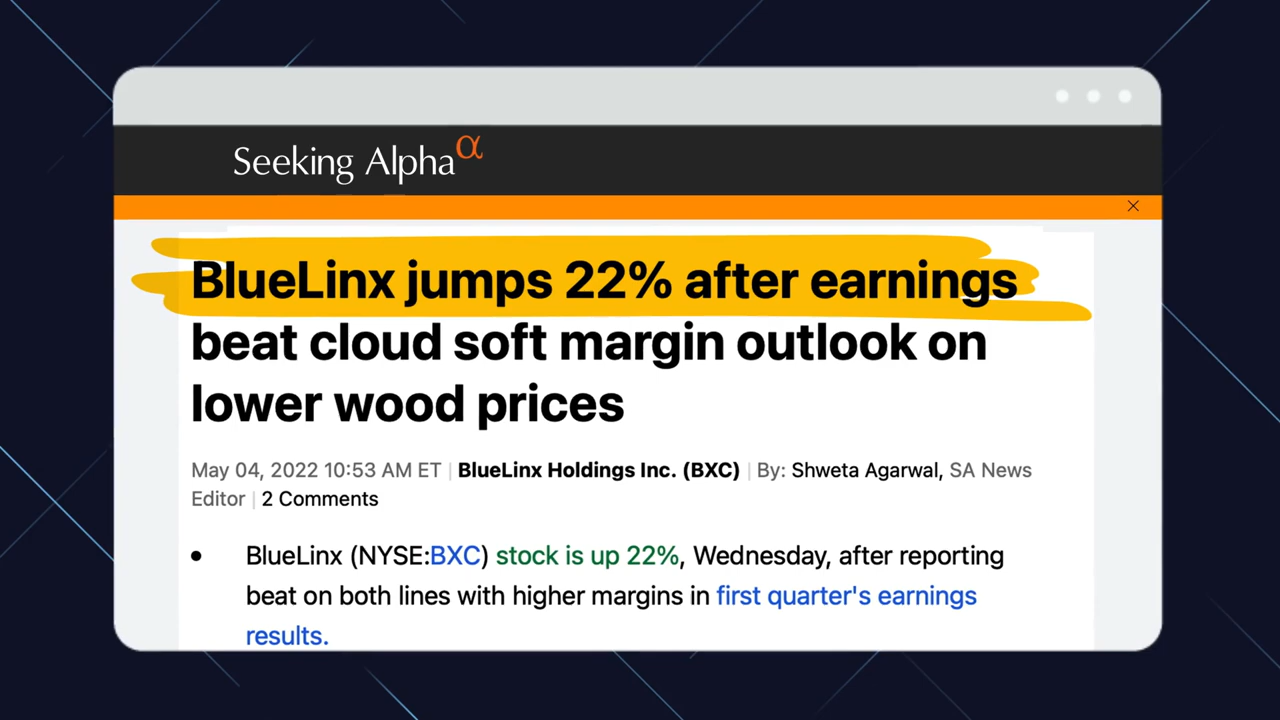 Seeking Alpha α
BlueLinx jumps 22% after earnings
beat cloud soft margin outlook on
lower wood prices
May 04, 2022 10:53 AM ET | BlueLinx Holdings Inc. (BXC) | By: Shweta Agarwal, SA News
Editor | 2 Comments
• BlueLinx (NYSE:BXC) stock is up 22%, Wednesday, after reporting
beat on both lines with higher margins in first quarter's earnings
results.